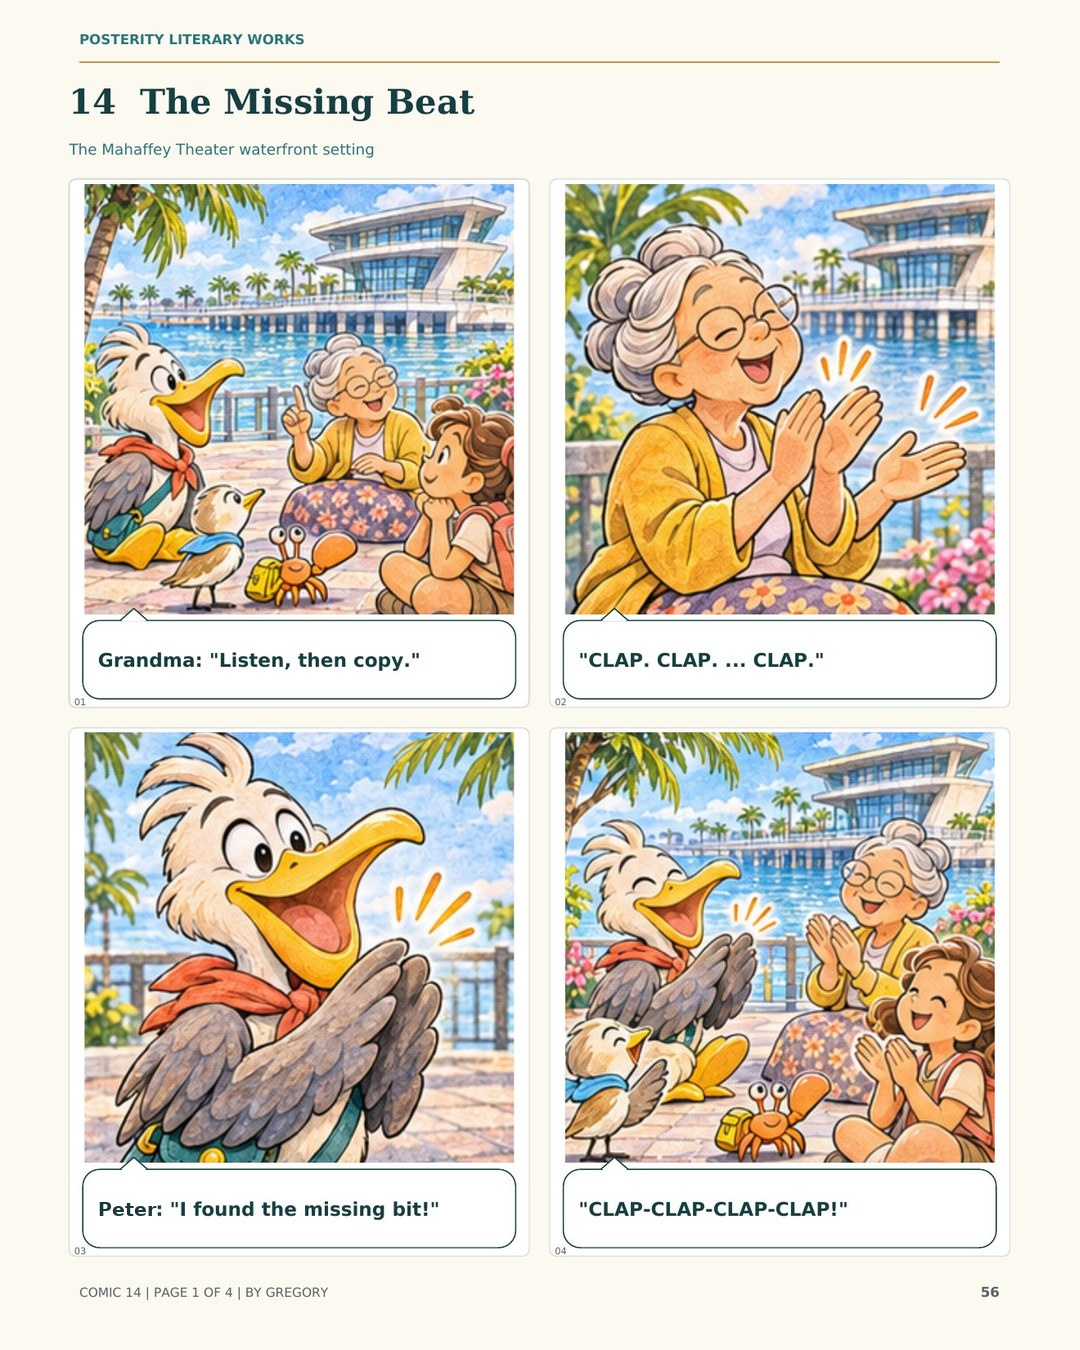 POSTERITY LITERARY WORKS
14 The Missing Beat
The Mahaffey Theater waterfront setting
Grandma: "Listen, then copy."
01
"CLAP. CLAP. ... CLAP."
02
Peter: "I found the missing bit!"
03
"CLAP-CLAP-CLAP-CLAP!"
04
COMIC 14 | PAGE 1 OF 4 | BY GREGORY
56